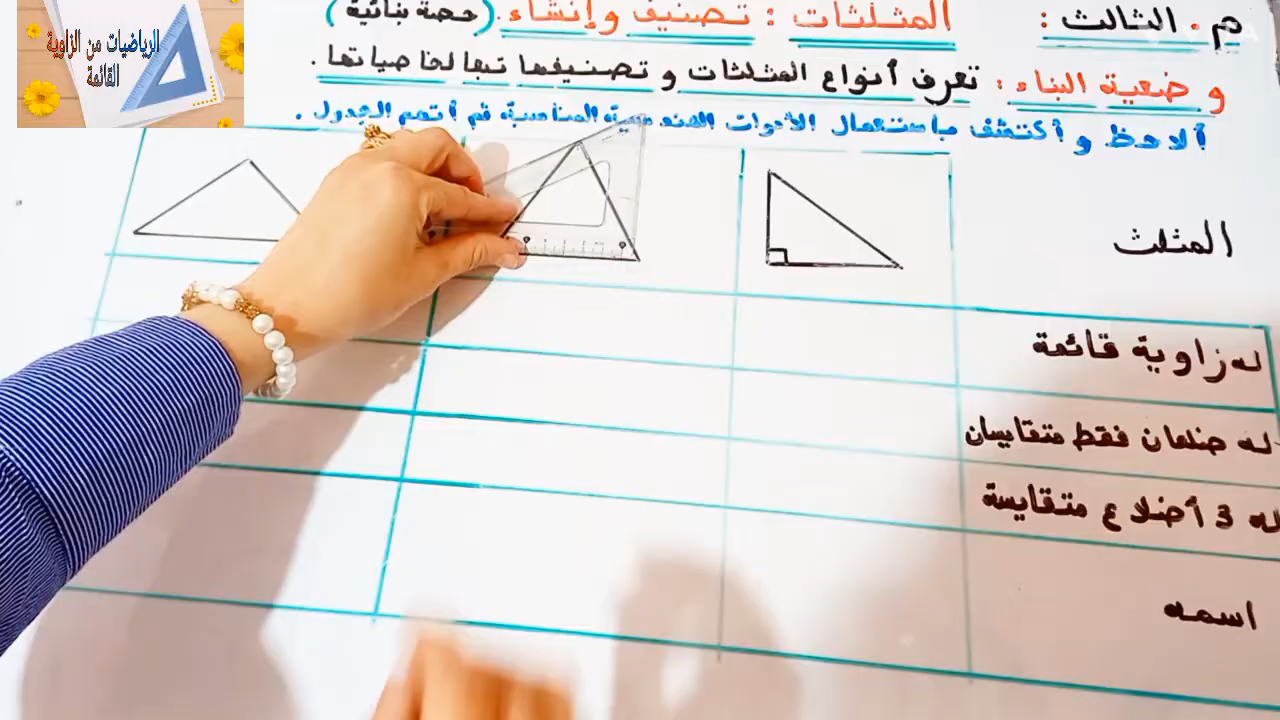 الرياضيات من الزاوية
القائمة
م. الثالث : المثلثات : تصنيف وإنشاء. (حصة بنائية)
وضعية البناء : تعرف أنواع المثلثات و تصنيفها تبعا لخاصياتها.
ألاحظ و أكتشف باستعمال الأدوات الهندسية المناسبة ثم أتمم الجدول.
المثلث
له زاوية قائمة
له ضلعان فقط متقايسان
له 3 أضلاع متقايسة
اسمه